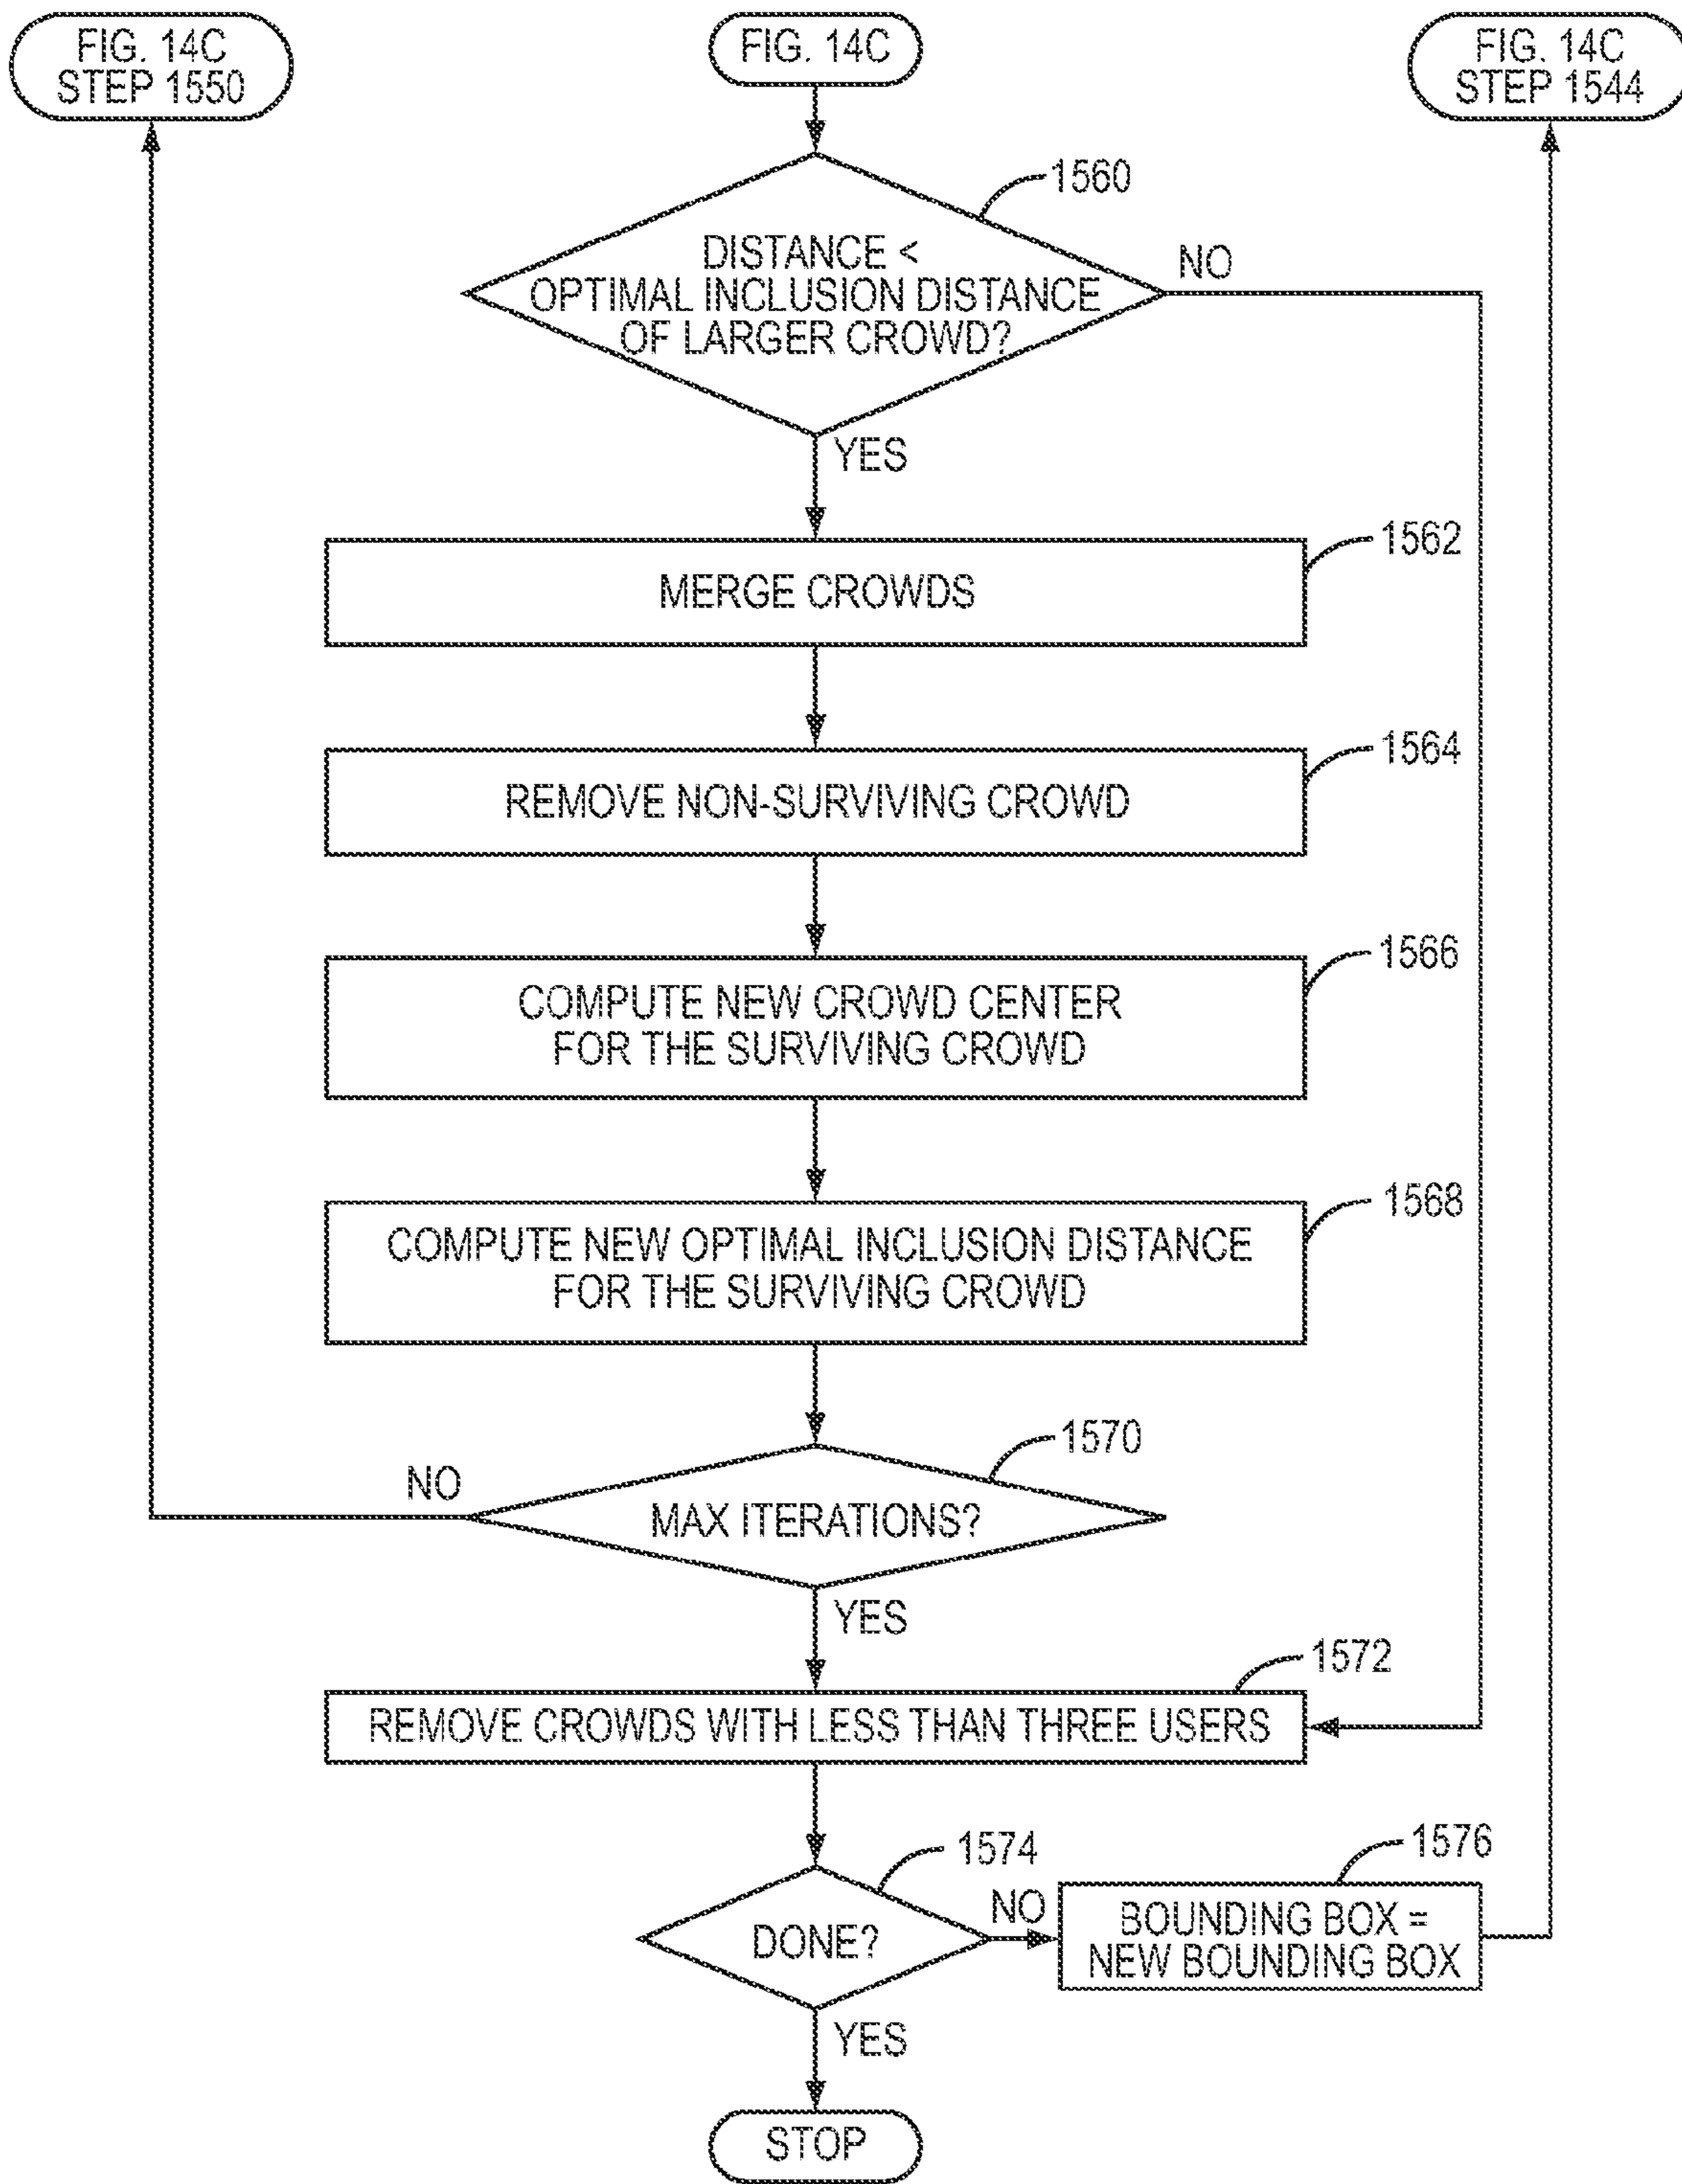 FIG. 14C
STEP 1550
FIG. 14C
FIG. 14C
STEP 1544
1560
DISTANCE <
OPTIMAL INCLUSION DISTANCE
OF LARGER CROWD?
NO
YES
1562
MERGE CROWDS
1564
REMOVE NON-SURVIVING CROWD
1566
COMPUTE NEW CROWD CENTER
FOR THE SURVIVING CROWD
1568
COMPUTE NEW OPTIMAL INCLUSION DISTANCE
FOR THE SURVIVING CROWD
1570
NO
MAX ITERATIONS?
YES
1572
REMOVE CROWDS WITH LESS THAN THREE USERS
1574
1576
DONE?
NO
BOUNDING BOX =
NEW BOUNDING BOX
YES
STOP